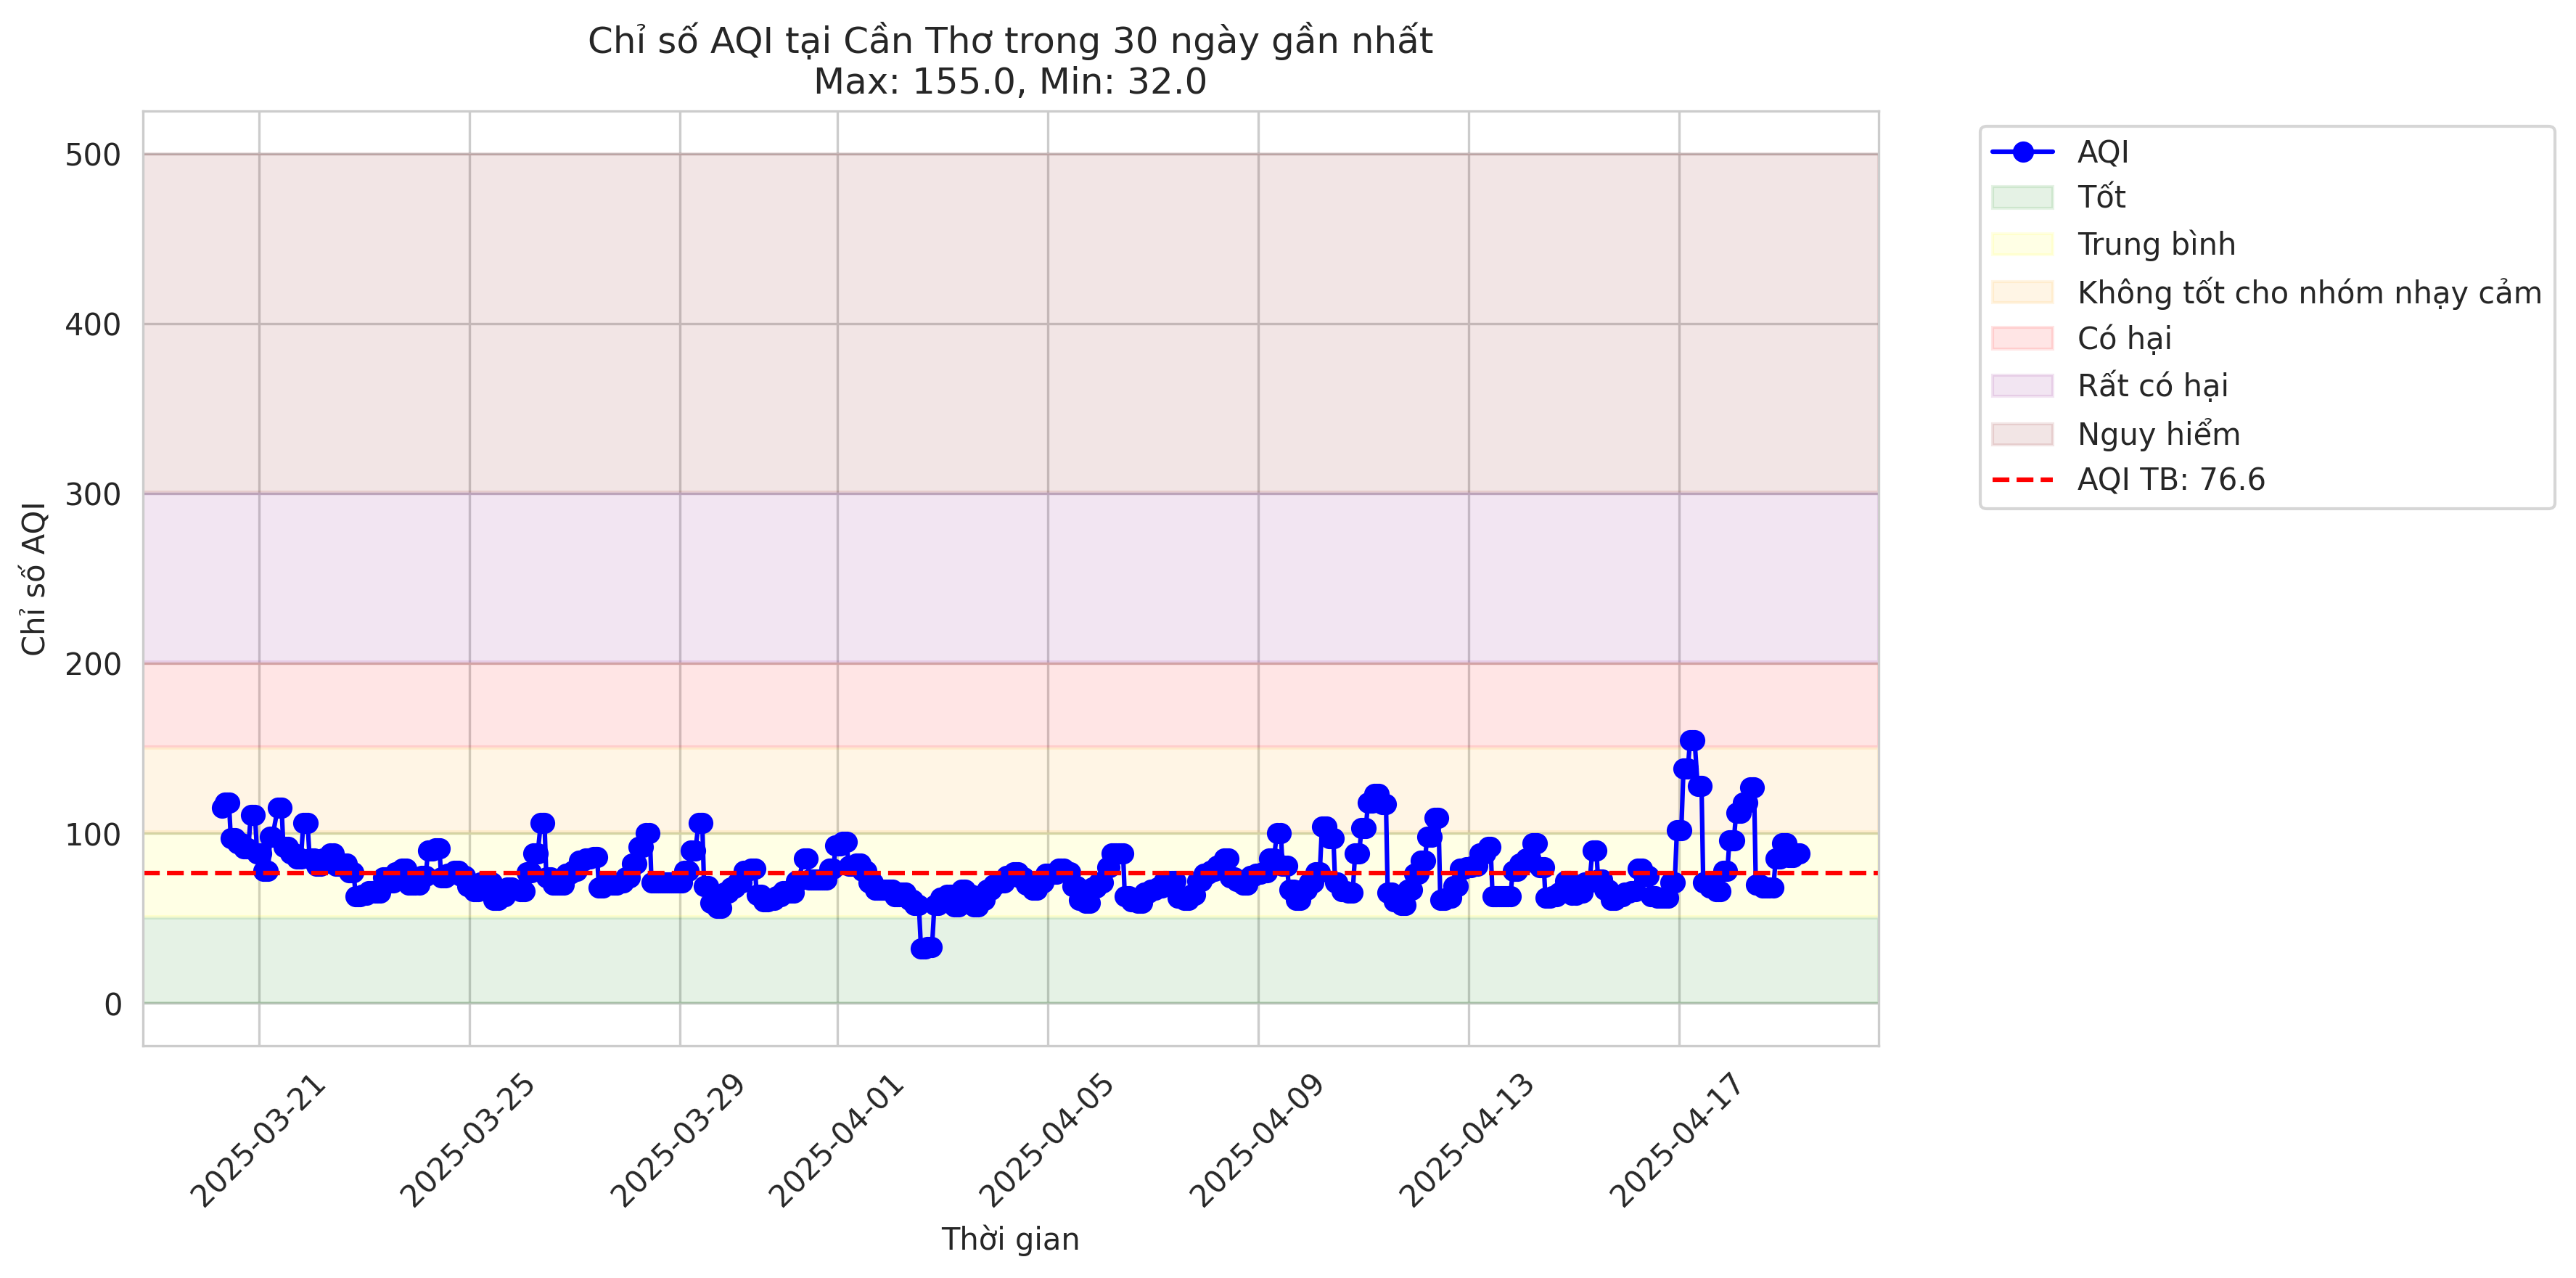 Chỉ số AQI tại Cần Thơ trong 30 ngày gần nhất
Max: 155.0, Min: 32.0
Chỉ số AQI
500
400
300
200
100
0
2025-03-21
2025-03-25
2025-03-29
2025-04-01
2025-04-05
2025-04-09
2025-04-13
2025-04-17
Thời gian
AQI
Tốt
Trung bình
Không tốt cho nhóm nhạy cảm
Có hại
Rất có hại
Nguy hiểm
AQI TB: 76.6